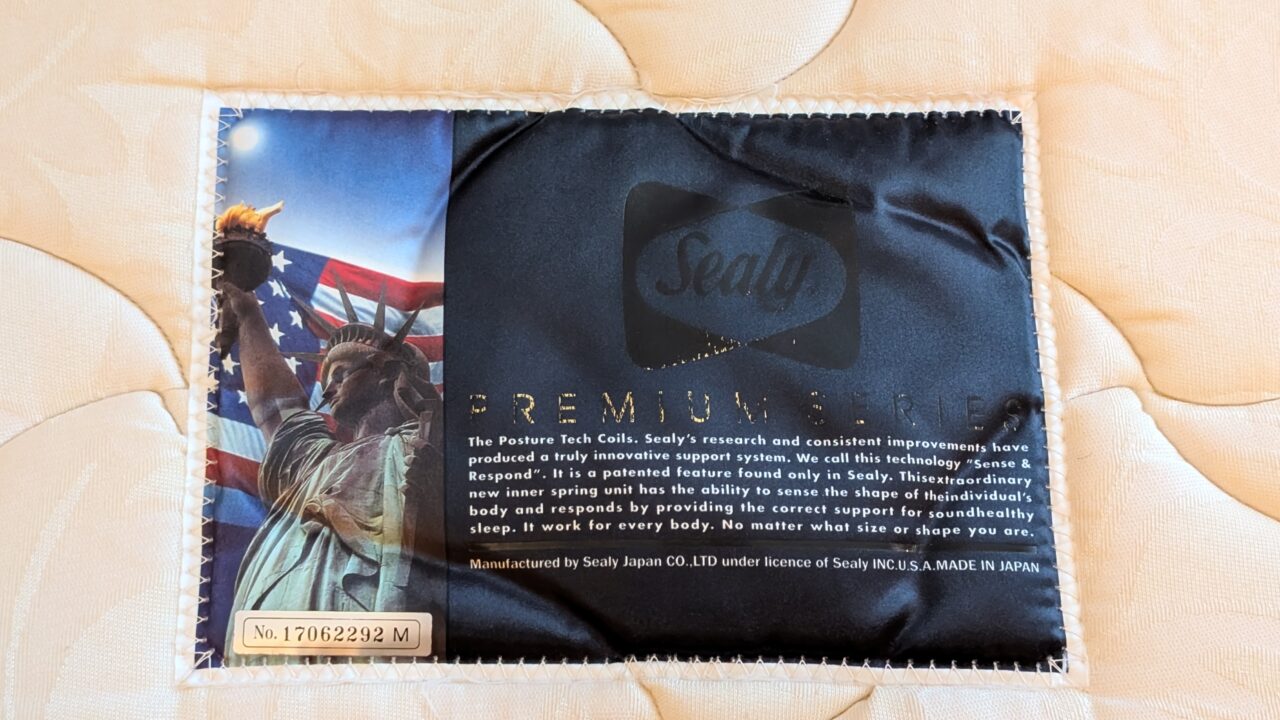 Sealy
PREMIUM SERIES
The Posture Tech Coils. Sealy's research and consistent improvements have
produced a truly innovative support system. We call this technology "Sense &
Respond". It is a patented feature found only in Sealy. Thisextraordinary
new inner spring unit has the ability to sense the shape of theindividual's
body and responds by providing the correct support for soundhealthy
sleep. It work for every body. No matter what size or shape you are.
Manufactured by Sealy Japan CO.,LTD under licence of Sealy INC.U.S.A.MADE IN JAPAN
No. 17062292 M